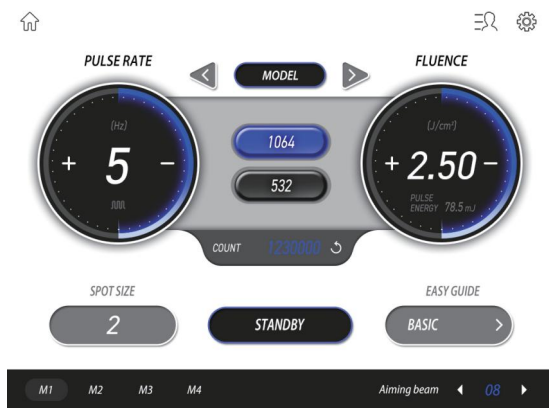 PULSE RATE
MODEL
FLUENCE
(Hz)
+ 5 -
1064
532
(J/cm²)
+ 2.50 -
PULSE
ENERGY 78.5 mJ
COUNT 1230000
SPOT SIZE
2
STANDBY
EASY GUIDE
BASIC >
M1 M2 M3 M4
Aiming beam 08